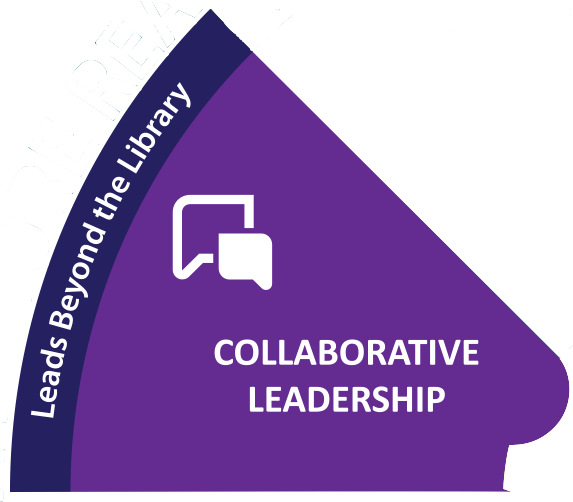 Leads Beyond the Library
COLLABORATIVE
LEADERSHIP